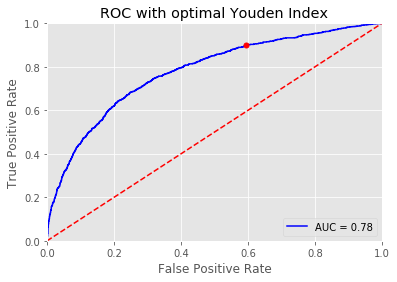 ROC with optimal Youden Index
1.0
0.8
0.6
0.4
0.2
0.0
True Positive Rate
AUC = 0.78
0.0 0.2 0.4 0.6 0.8 1.0
False Positive Rate